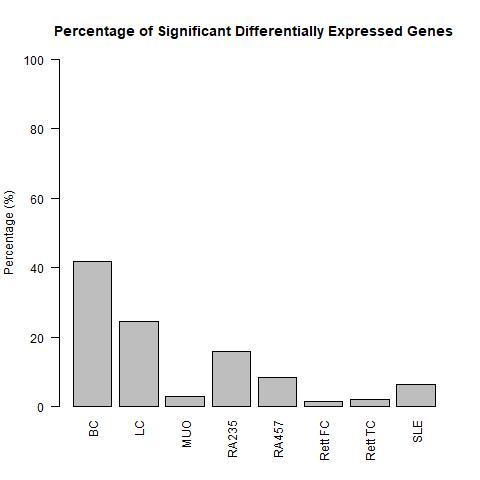 Percentage of Significant Differentially Expressed Genes
Percentage (%)
100
80
60
40
20
0
BC
LC
MUO
RA235
RA457
Rett FC
Rett TC
SLE